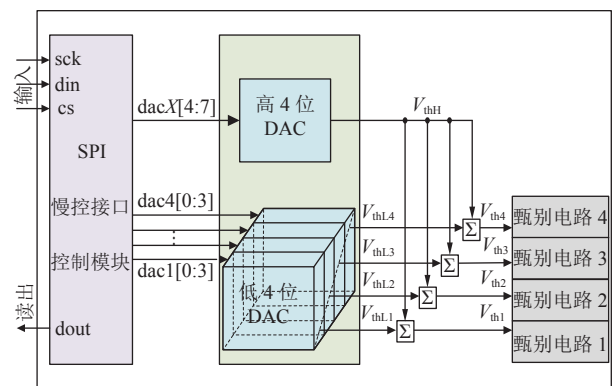 输入
sck
din
cs
SPI
慢控接口
控制模块
读出
dout
dacX[4:7]
dac4[0:3]
dac1[0:3]
高 4 位
DAC
低 4 位
DAC
VthH
VthL4
VthL3
VthL2
VthL1
Σ
Σ
Σ
Σ
Vth4
Vth3
Vth2
Vth1
甄别电路 4
甄别电路 3
甄别电路 2
甄别电路 1